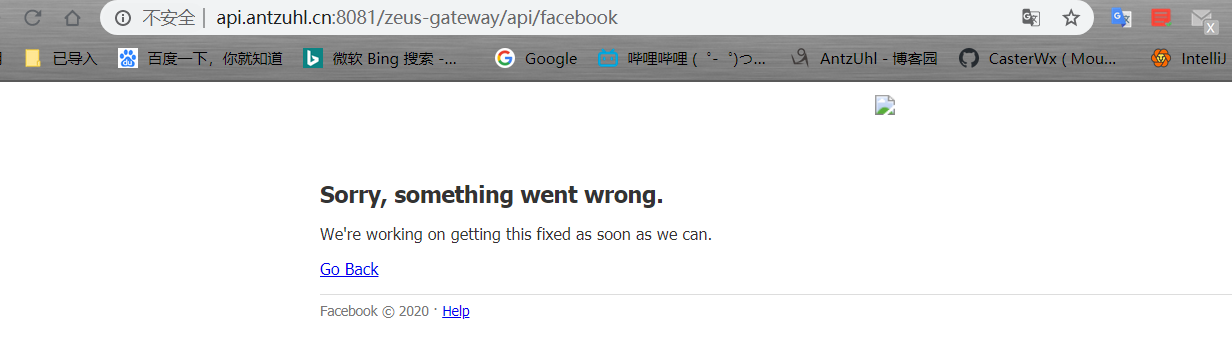 不安全 | api.antzuhl.cn:8081/zeus-gateway/api/facebook
已导入 百度一下，你就知道 微软 Bing 搜索 -... Google 哔哩哔哩 (゜-゜)つ... AntzUhl - 博客园 CasterWx ( Mou... IntelliJ
Sorry, something went wrong.
We're working on getting this fixed as soon as we can.
Go Back
Facebook © 2020 · Help